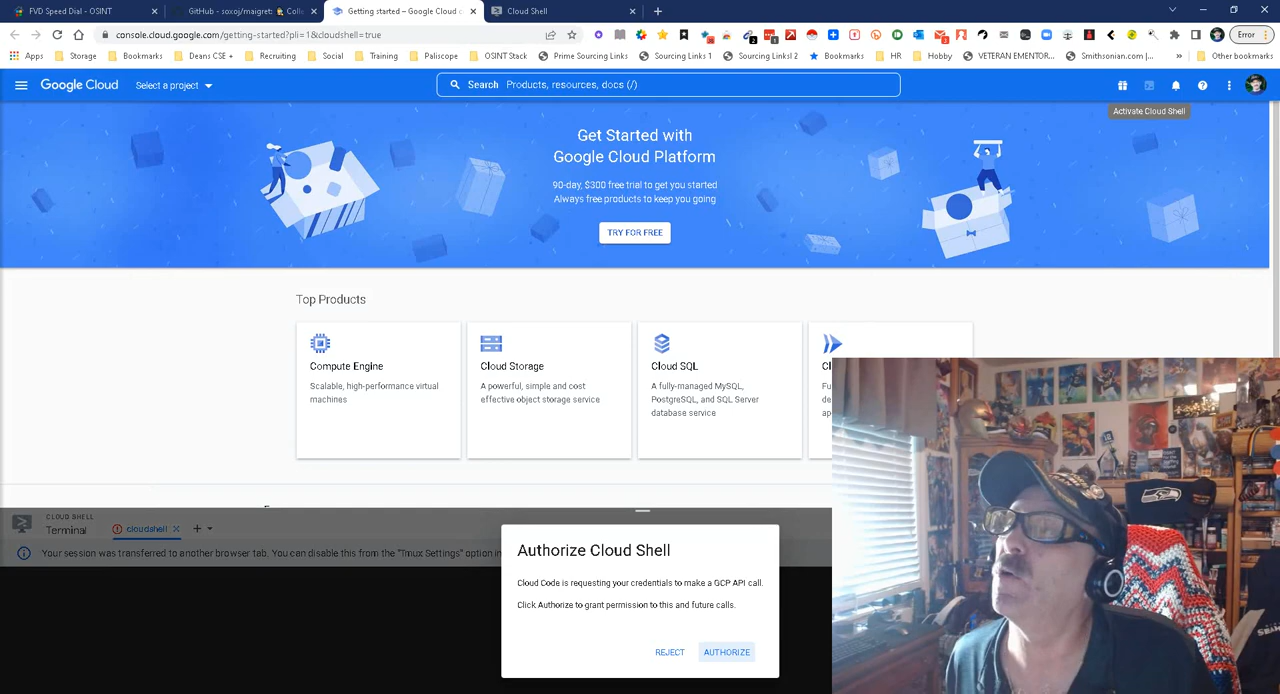 FVD Speed Dial - OSINT
GitHub - soxoj/maigret: Colle
Getting started – Google Cloud c
Cloud Shell
console.cloud.google.com/getting-started?pli=1&cloudshell=true
Error
Apps
Storage
Bookmarks
Deans CSE +
Recruiting
Social
Training
Paliscope
OSINT Stack
Prime Sourcing Links
Sourcing Links 1
Sourcing Links! 2
Bookmarks
HR
Hobby
VETERAN EMENTOR...
Smithsonian.com |...
»
Other bookmarks
Google Cloud
Select a project
Search Products, resources, docs (/)
Activate Cloud Shell
Get Started with
Google Cloud Platform
90-day, $300 free trial to get you started
Always free products to keep you going
TRY FOR FREE
Top Products
Compute Engine
Scalable, high-performance virtual
machines
Cloud Storage
A powerful, simple and cost
effective object storage service
Cloud SQL
A fully-managed MySQL,
PostgreSQL, and SQL Server
database service
CLOUD SHELL
Terminal
cloudshell
Your session was transferred to another browser tab. You can disable this from the "Tmux Settings" option in
Authorize Cloud Shell
Cloud Code is requesting your credentials to make a GCP API call.
Click Authorize to grant permission to this and future calls.
REJECT
AUTHORIZE